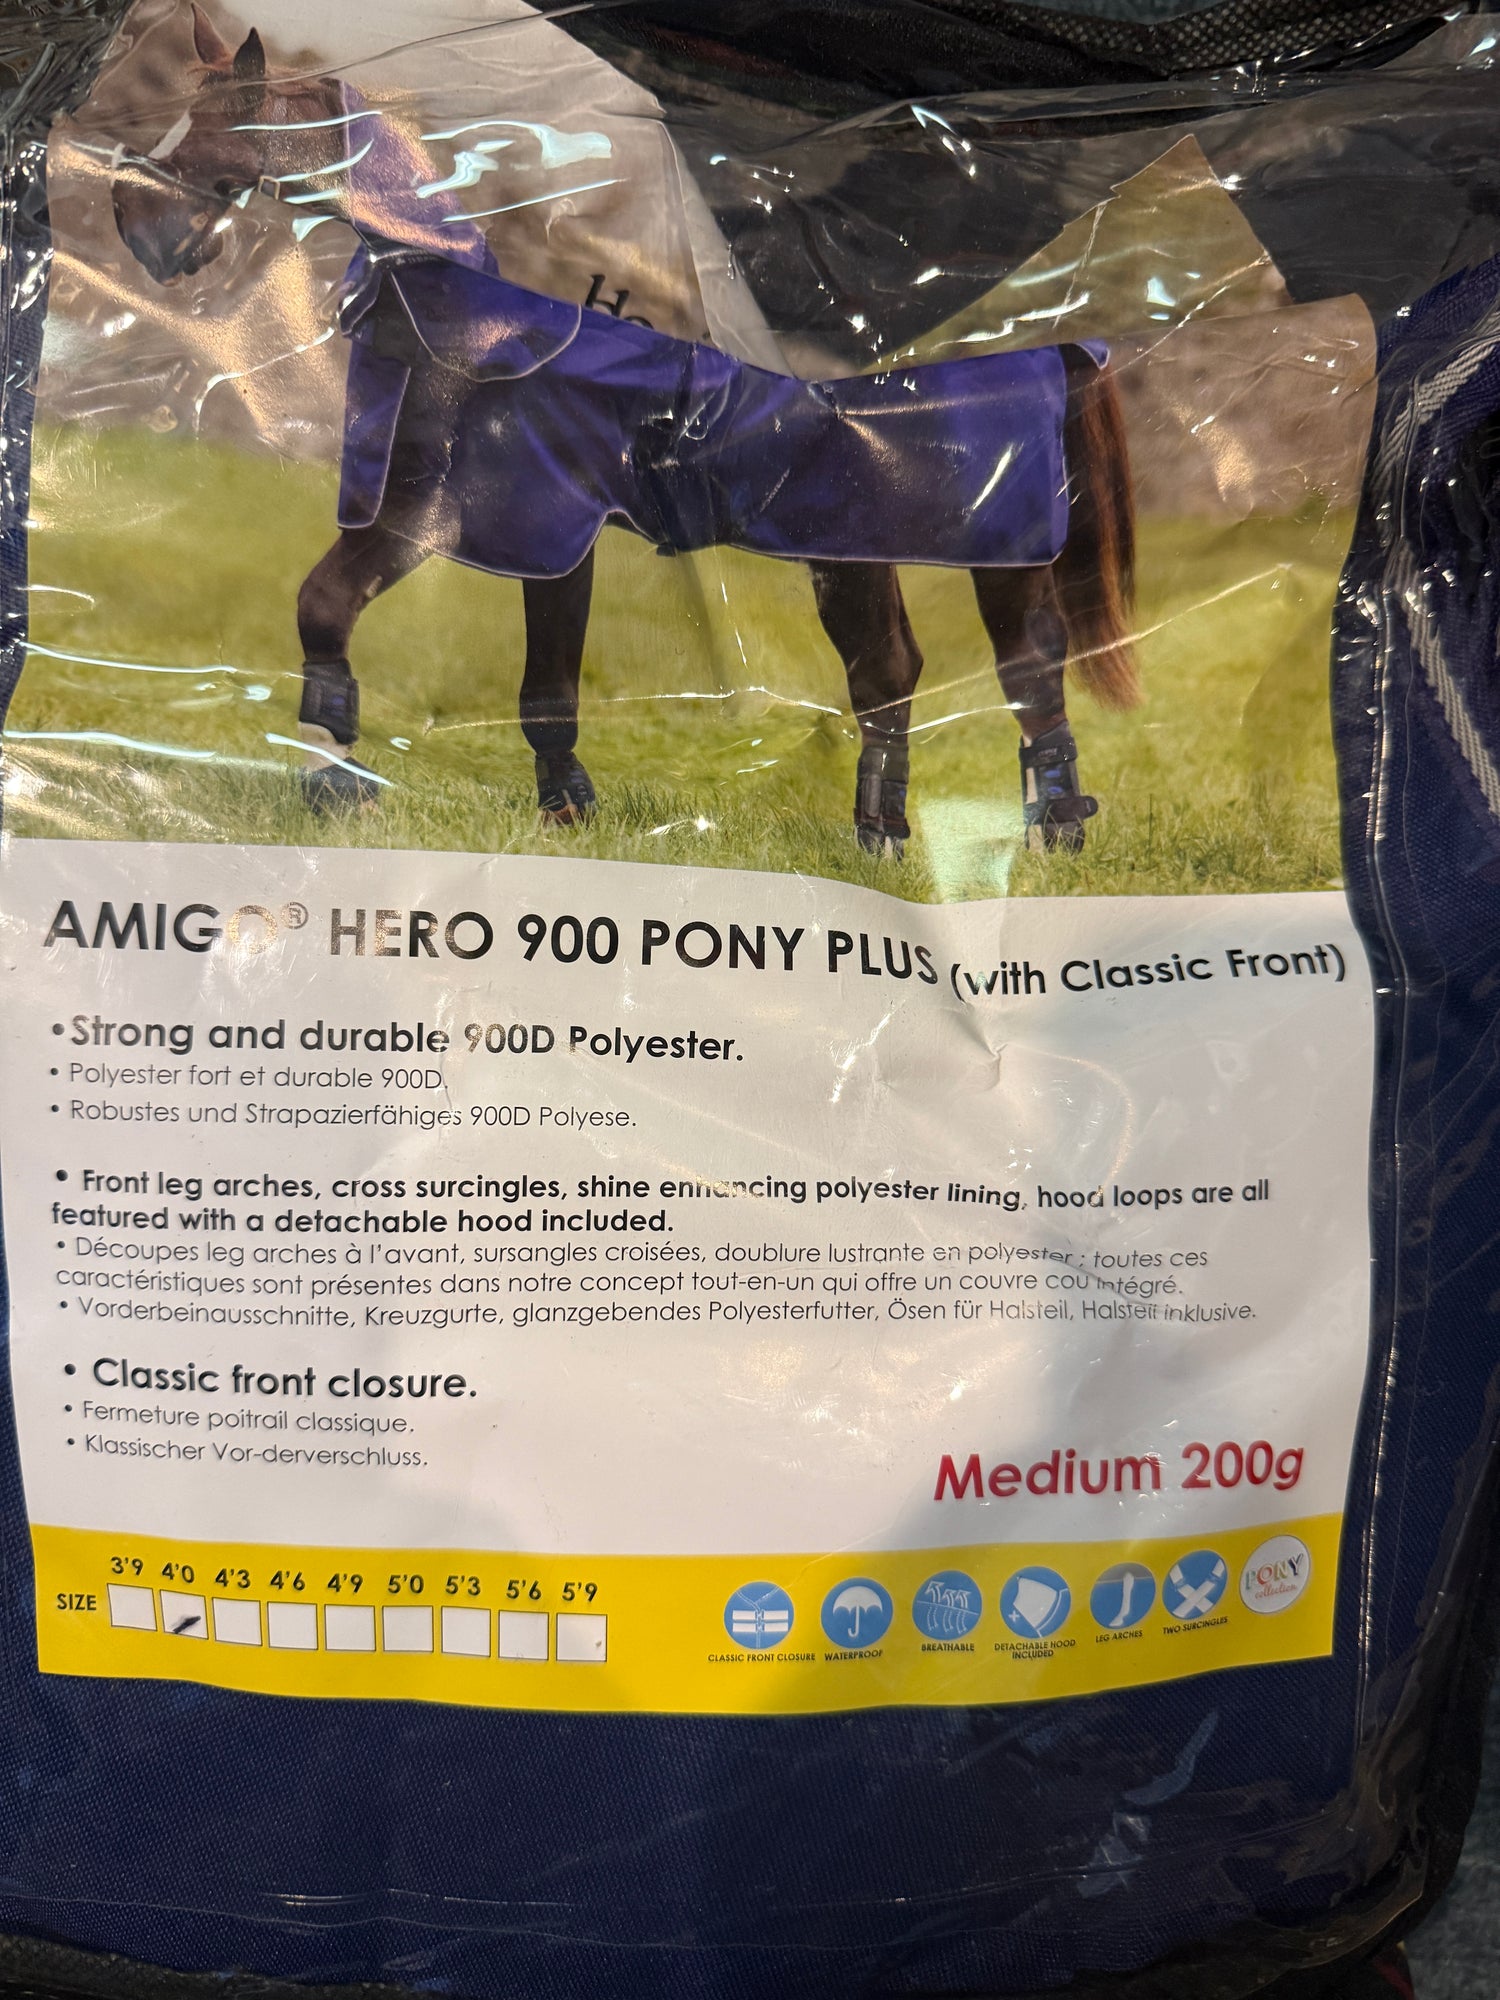 AMIGO® HERO 900 PONY PLUS (with Classic Front)
•Strong and durable 900D Polyester.
• Polyester fort et durable 900D.
• Robustes und Strapazierfähiges 900D Polyese.
• Front leg arches, cross surcingles, shine enhancing polyester lining, hood loops are all
featured with a detachable hood included.
• Découpes leg arches à l'avant, sursangles croisées, doublure lustrante en polyester ; toutes ces
caractéristiques sont présentes dans notre concept tout-en-un qui offre un couvre cou intégré.
• Vorderbeinausschnitte, Kreuzgurte, glanzgebendes Polyesterfutter, Ösen für Halsteil, Halsteil inklusive.
• Classic front closure.
• Fermeture poitrail classique.
• Klassischer Vor-derverschluss.
Medium 200g
SIZE 3'9 4'0 4'3 4'6 4'9 5'0 5'3 5'6 5'9
CLASSIC FRONT CLOSURE
WATERPROOF
BREATHABLE
DETACHABLE HOOD
INCLUDED
LEG ARCHES
TWO SURCINGLES
PONY
collection